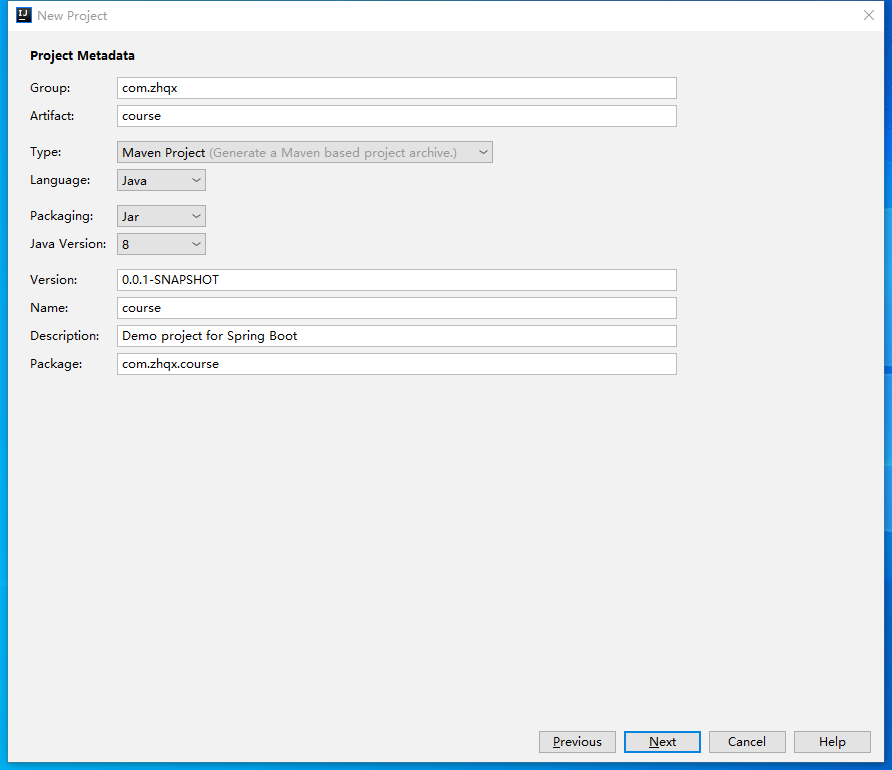 New Project
Project Metadata
Group: com.zhqx
Artifact: course
Type: Maven Project (Generate a Maven based project archive.)
Language: Java
Packaging: Jar
Java Version: 8
Version: 0.0.1-SNAPSHOT
Name: course
Description: Demo project for Spring Boot
Package: com.zhqx.course
Previous Next Cancel Help